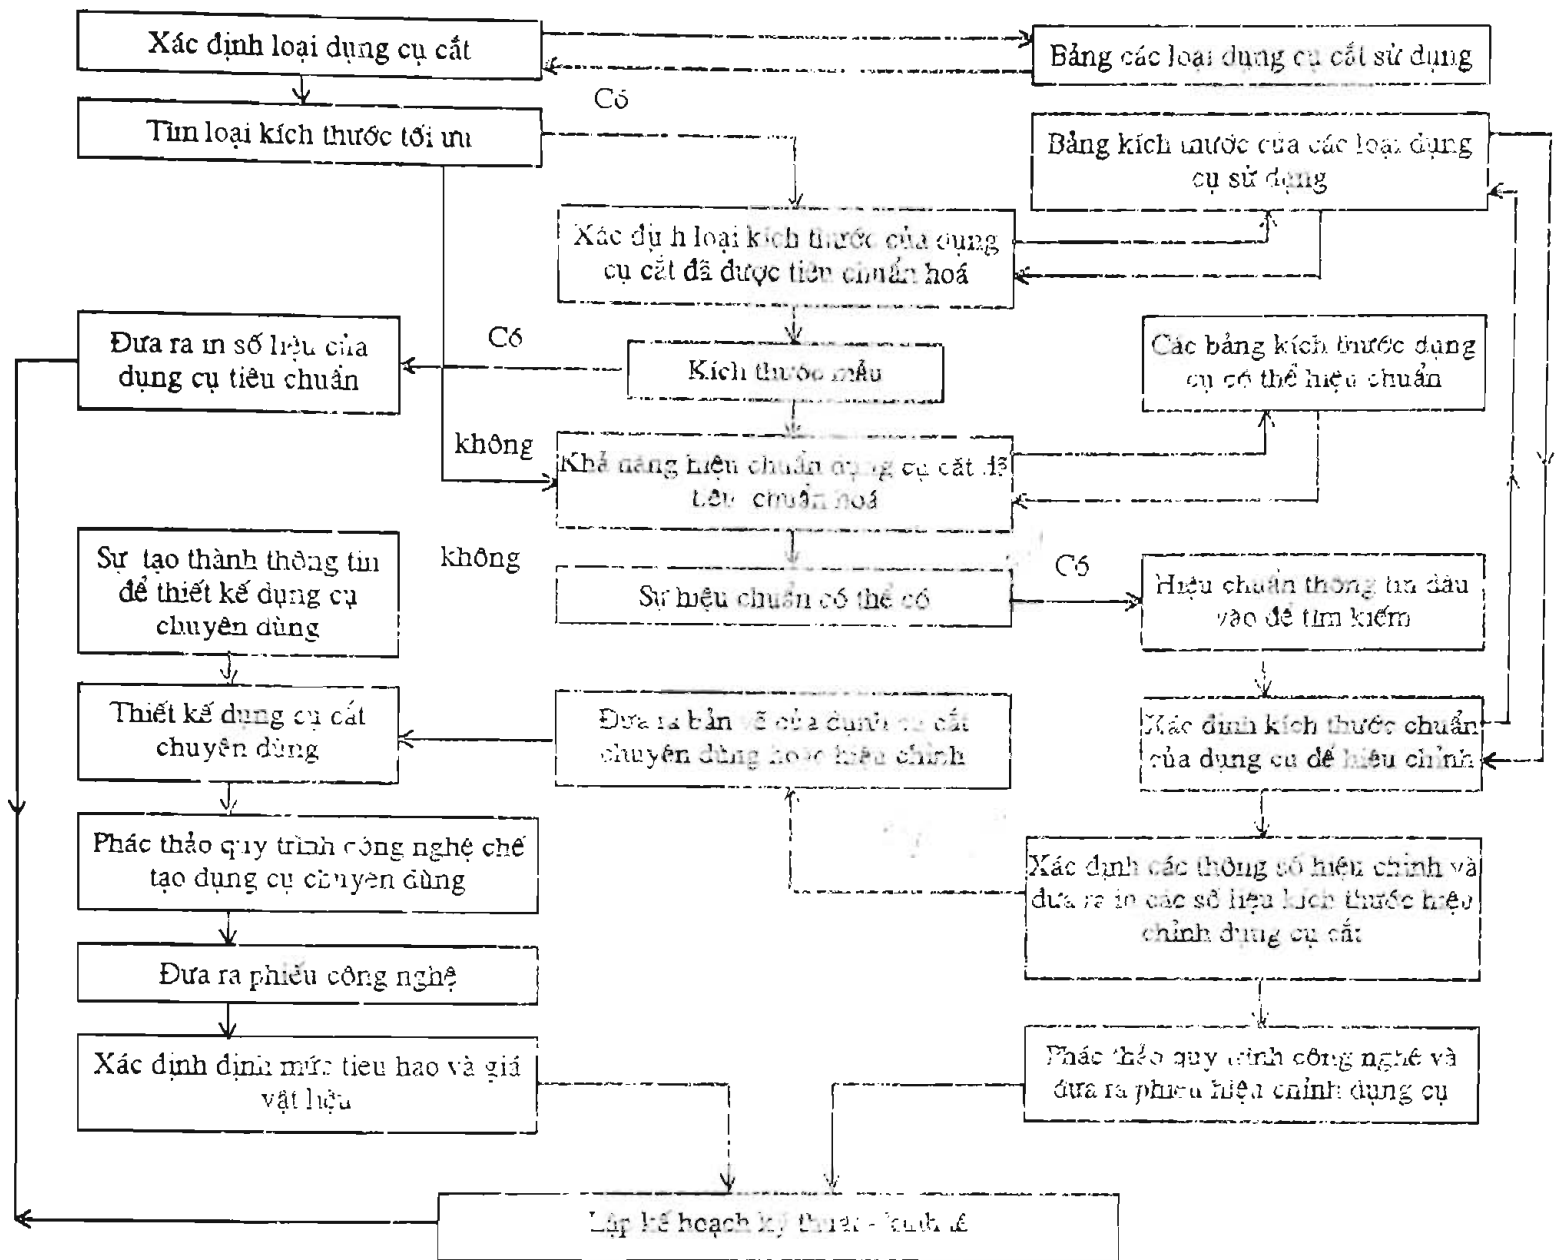 Xác định loại dụng cụ cắt
Bảng các loại dụng cụ cắt sử dụng
Có
Tìm loại kích thước tối ưu
Bảng kích thước của các loại dụng
cụ sử dụng
Xác đị h loại kích thước của dụng
cụ cắt đã được tiêu chuẩn hoá
Đưa ra in số liệu của
dụng cụ tiêu chuẩn
Có
Kích thước mẫu
Các bảng kích thước dụng
cụ có thể hiệu chuẩn
không
Khả năng hiệu chuẩn dụng cụ cắt đã
tiêu chuẩn hoá
Sự tạo thành thông tin
để thiết kế dụng cụ
chuyên dùng
không
Sự hiệu chuẩn có thể có
Có
Hiệu chuẩn thông tin đầu
vào để tìm kiếm
Thiết kế dụng cụ cắt
chuyên dùng
Đưa ra bản vẽ của dụnh cụ cắt
chuyên dùng hoặc hiệu chỉnh
Xác định kích thước chuẩn
của dụng cụ để hiệu chỉnh
Phác thảo quy trình công nghệ chế
tạo dụng cụ chuyên dùng
Xác định các thông số hiệu chỉnh và
đưa ra in các số liệu kích thước hiệu
chỉnh dụng cụ cắt
Đưa ra phiếu công nghệ
Xác định định mức tiêu hao và giá
vật liệu
Phác thảo quy trình công nghệ và
đưa ra phiếu hiệu chỉnh dụng cụ
Lập kế hoạch kỹ thuật - kinh tế